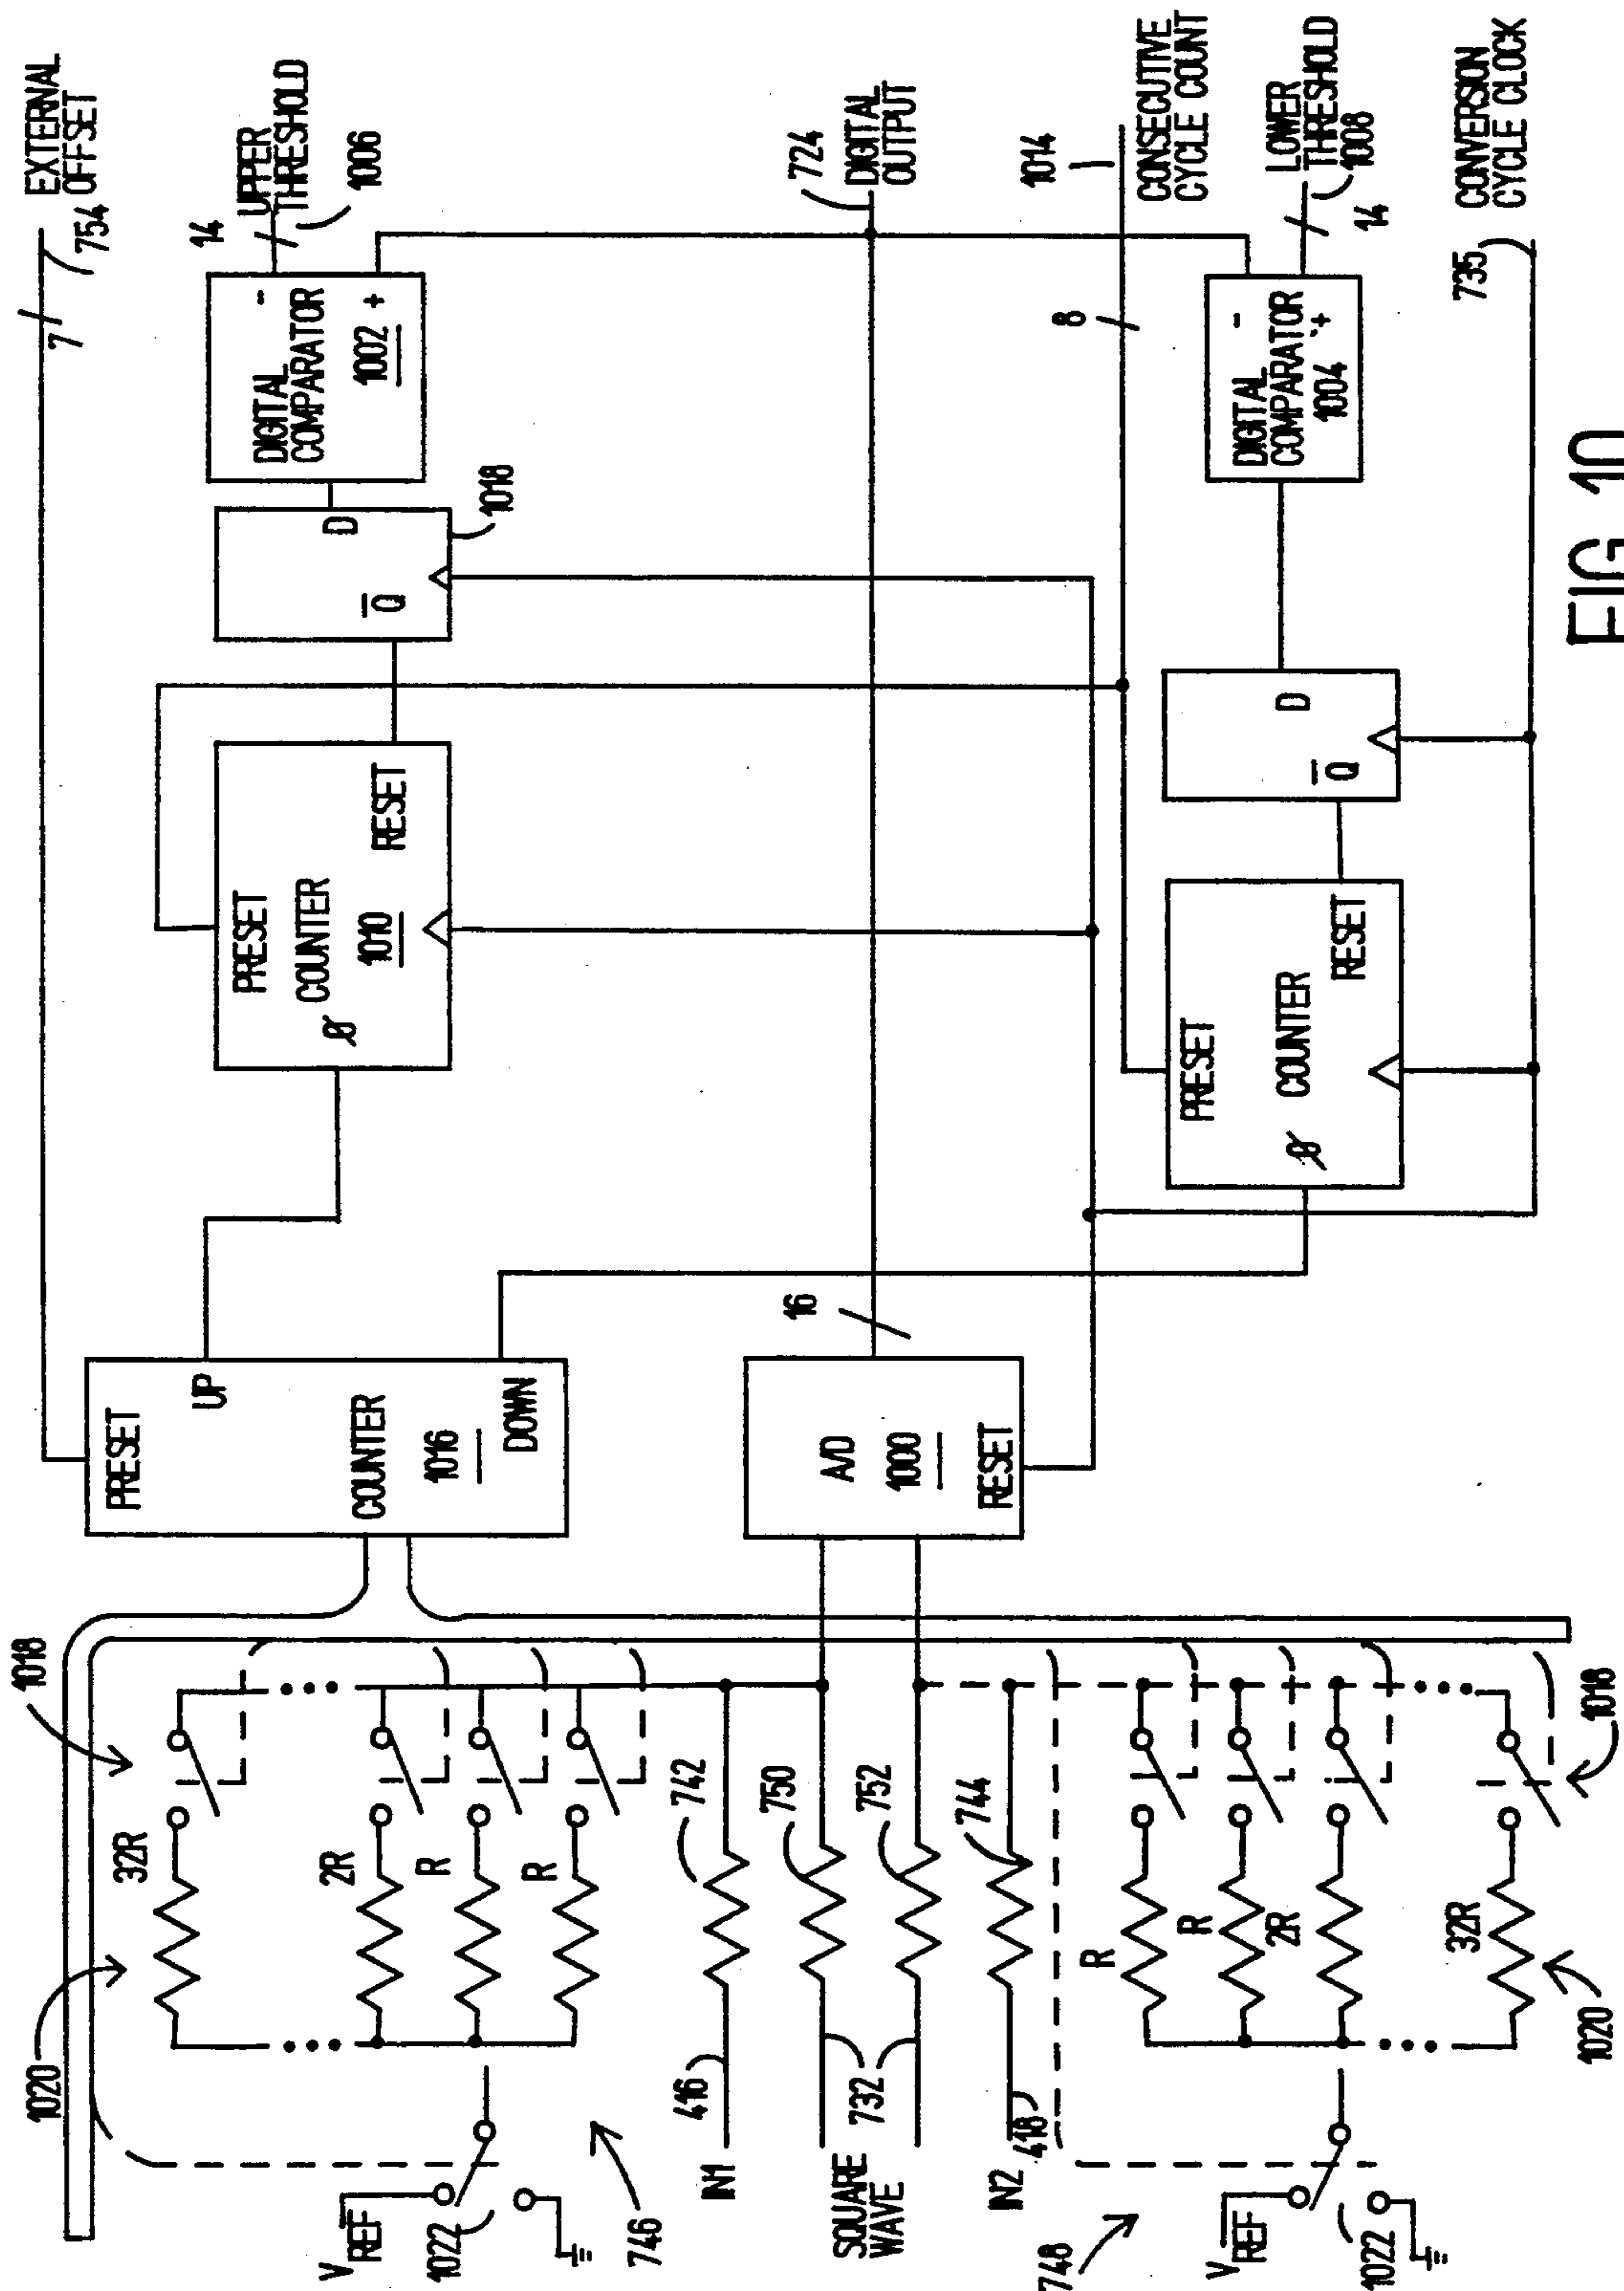 EXTERNAL
OFFSET
7
754
14
UPPER
THRESHOLD
1006
DIGITAL
COMPARATOR
1002
-
+
D
Q
1018
PRESET
COUNTER
1010
RESET
Ø
724
DIGITAL
OUTPUT
1014
8
CONSECUTIVE
CYCLE COUNT
LOWER
THRESHOLD
1008
14
DIGITAL
COMPARATOR
1004
-
+
D
Q
PRESET
COUNTER
RESET
Ø
735
CONVERSION
CYCLE CLOCK
PRESET
UP
COUNTER
1016
DOWN
16
A/D
1000
RESET
1018
1020
32R
2R
R
R
VREF
1022
746
742
416
IN1
750
SQUARE
WAVE
732
752
744
IN2
418
R
R
2R
32R
1018
1020
VREF
1022
748
FIG 10